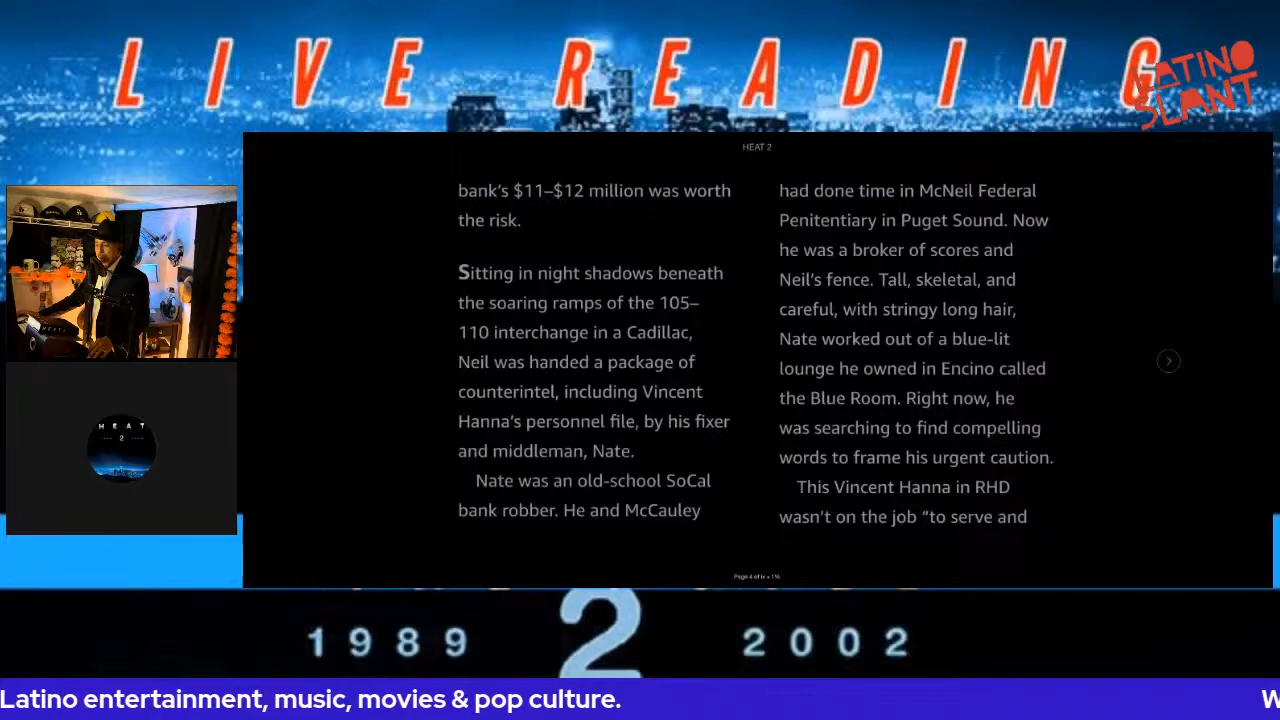 LIVE READING
LATINO
SLANT
HEAT 2
bank's $11–$12 million was worth
the risk.
Sitting in night shadows beneath
the soaring ramps of the 105–
110 interchange in a Cadillac,
Neil was handed a package of
counterintel, including Vincent
Hanna's personnel file, by his fixer
and middleman, Nate.
Nate was an old-school SoCal
bank robber. He and McCauley
had done time in McNeil Federal
Penitentiary in Puget Sound. Now
he was a broker of scores and
Neil's fence. Tall, skeletal, and
careful, with stringy long hair,
Nate worked out of a blue-lit
lounge he owned in Encino called
the Blue Room. Right now, he
was searching to find compelling
words to frame his urgent caution.
This Vincent Hanna in RHD
wasn't on the job “to serve and
Page 4 of iv • 1%
HEAT
2
1989 2 2002
Latino entertainment, music, movies & pop culture.
W